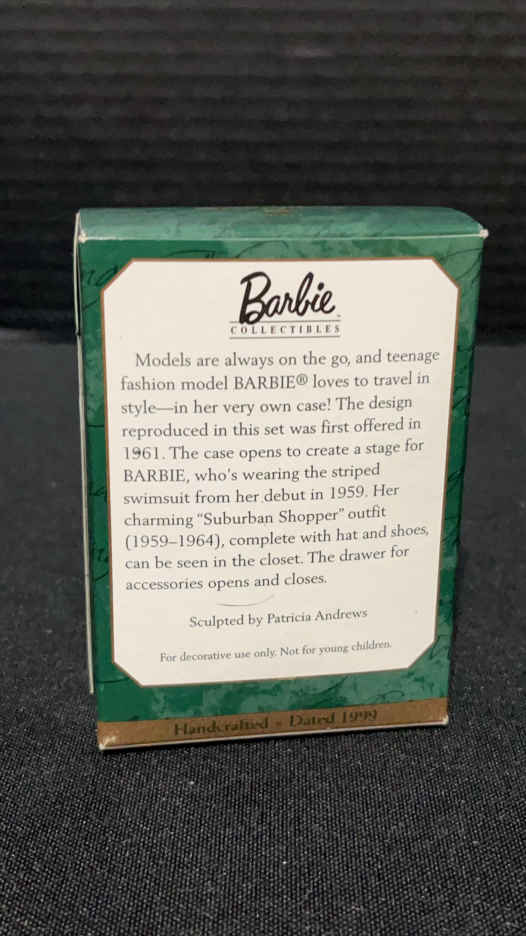 Barbie™
COLLECTIBLES
Models are always on the go, and teenage
fashion model BARBIE® loves to travel in
style—in her very own case! The design
reproduced in this set was first offered in
1961. The case opens to create a stage for
BARBIE, who's wearing the striped
swimsuit from her debut in 1959. Her
charming "Suburban Shopper" outfit
(1959–1964), complete with hat and shoes,
can be seen in the closet. The drawer for
accessories opens and closes.
Sculpted by Patricia Andrews
For decorative use only. Not for young children.
Handcrafted • Dated 1999